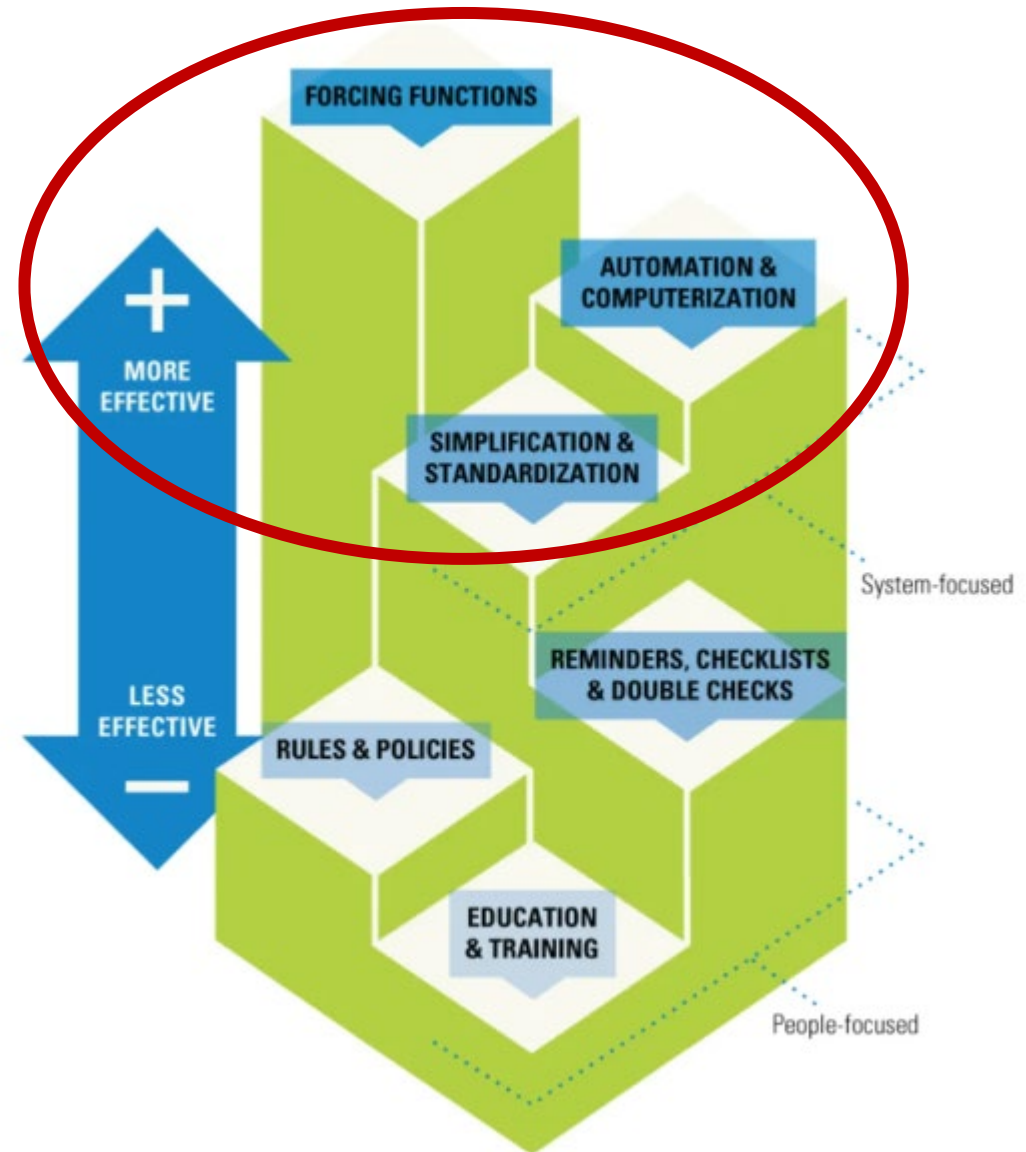 FORCING FUNCTIONS
AUTOMATION &
COMPUTERIZATION
MORE
EFFECTIVE
SIMPLIFICATION &
STANDARDIZATION
System-focused
REMINDERS, CHECKLISTS
& DOUBLE CHECKS
LESS
EFFECTIVE
RULES & POLICIES
EDUCATION
& TRAINING
People-focused